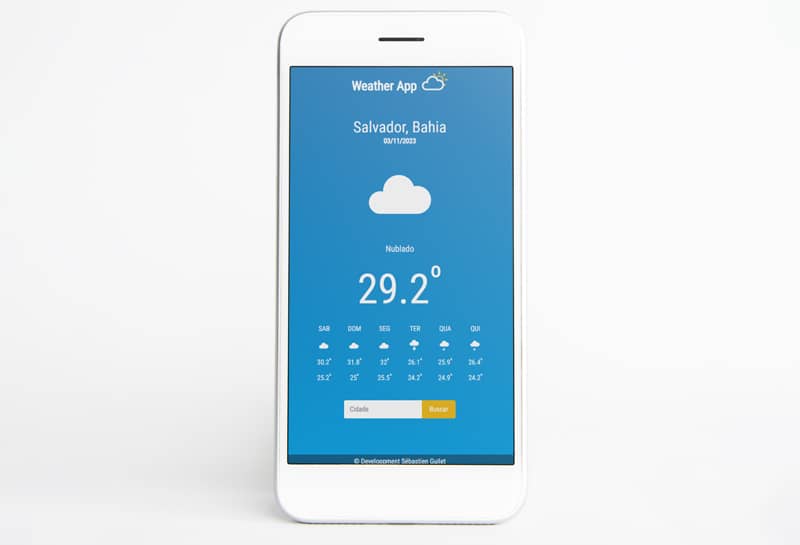 Weather App
Salvador, Bahia
03/11/2023
Nublado
29.2°
SAB DOM SEG TER QUA QUI
30.2° 31.8° 32° 26.1° 25.9° 26.4°
25.2° 25° 25.5° 24.2° 24.9° 24.2°
Cidade Buscar
© Development Sébastien Gullet